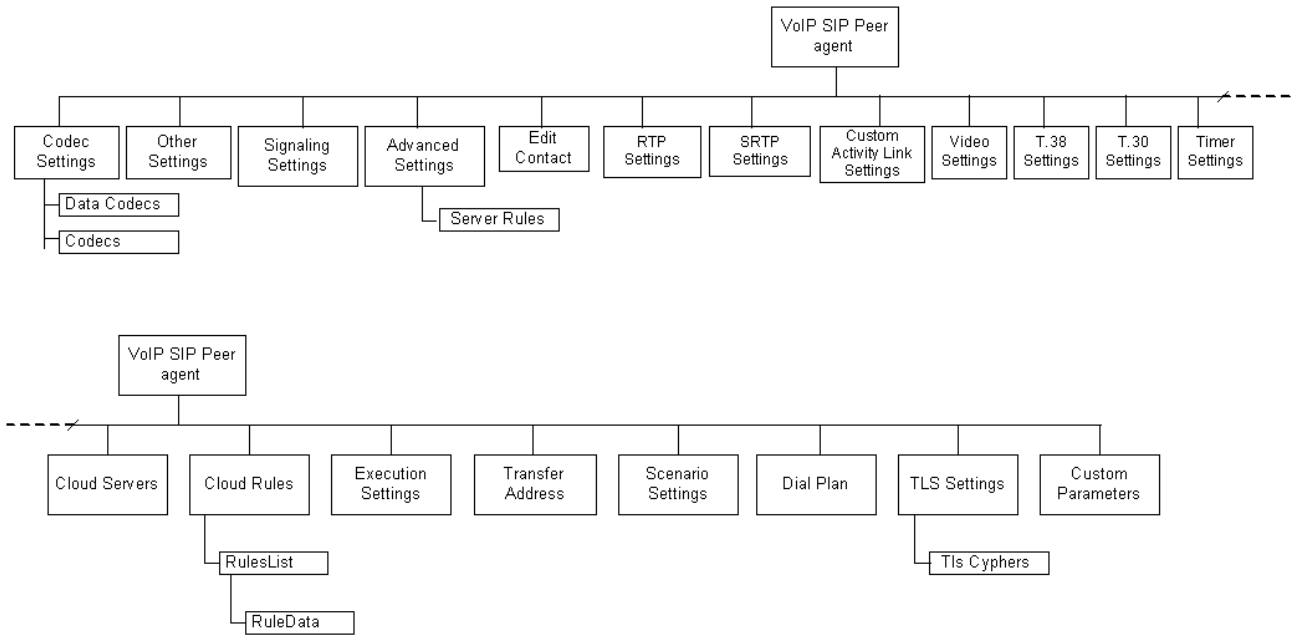 VoIP SIP Peer
agent
Codec
Settings
Other
Settings
Signaling
Settings
Advanced
Settings
Edit
Contact
RTP
Settings
SRTP
Settings
Custom
Activity Link
Settings
Video
Settings
T.38
Settings
T.30
Settings
Timer
Settings
Data Codecs
Codecs
Server Rules
VoIP SIP Peer
agent
Cloud Servers
Cloud Rules
Execution
Settings
Transfer
Address
Scenario
Settings
Dial Plan
TLS Settings
Custom
Parameters
RulesList
RuleData
Tls Cyphers